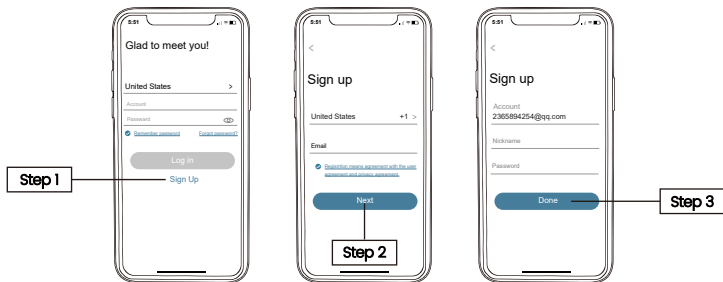 5:51
Glad to meet you!
United States >
Account
Password
Remember password Forgot password?
Log in
Sign Up
Step 1
5:51
<
Sign up
United States +1 >
Email
Registrtion means agreement with the user
agreement and privacy agreement.
Next
Step 2
5:51
<
Sign up
Account
2365894254@qq.com
Nickname
Password
Done
Step 3